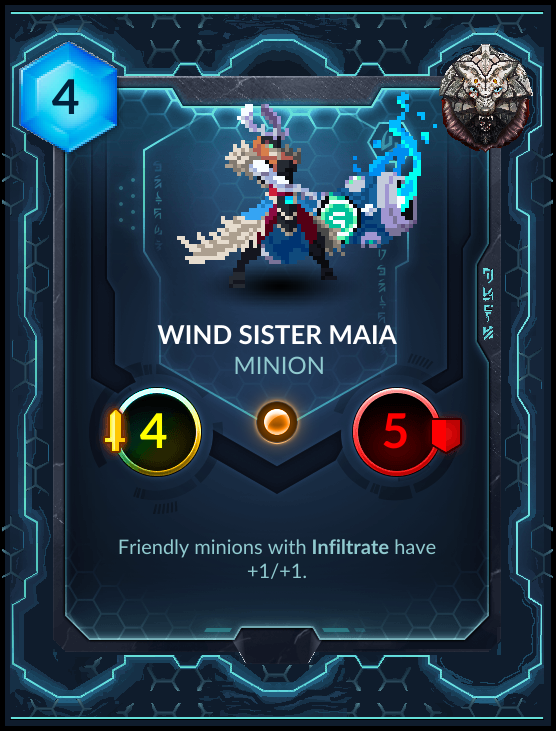 4
WIND SISTER MAIA
MINION
4
5
Friendly minions with Infiltrate have
+1/+1.